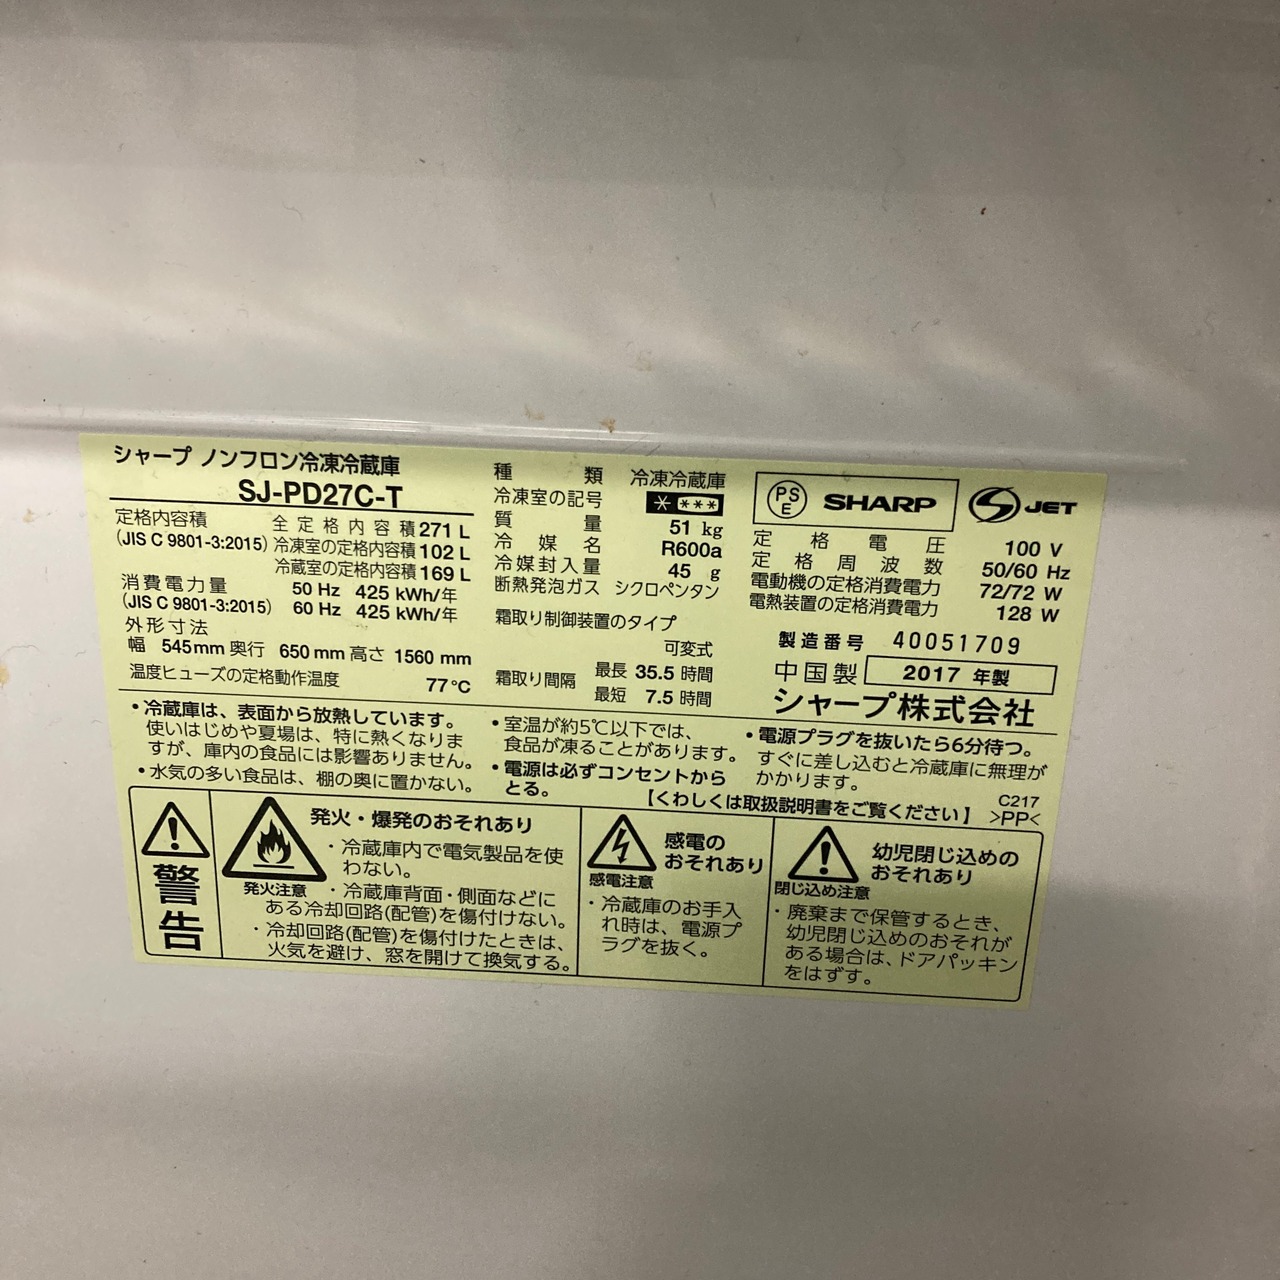 シャープ ノンフロン冷凍冷蔵庫
SJ-PD27C-T
定格内容積
(JIS C 9801-3:2015)
全定格内容積 271 L
冷凍室の定格内容積 102 L
冷蔵室の定格内容積 169 L
消費電力量
(JIS C 9801-3:2015)
50 Hz 425 kWh/年
60 Hz 425 kWh/年
外形寸法
幅 545mm 奥行 650 mm 高さ 1560 mm
温度ヒューズの定格動作温度 77℃
種類 冷凍冷蔵庫
冷凍室の記号 * ***
質量 51 kg
冷媒名 R600a
冷媒封入量 45 g
断熱発泡ガス シクロペンタン
霜取り制御装置のタイプ
可変式
霜取り間隔 最長 35.5 時間
最短 7.5 時間
PSE SHARP
S JET
定格電圧 100 V
定格周波数 50/60 Hz
電動機の定格消費電力 72/72 W
電熱装置の定格消費電力 128 W
製造番号 40051709
中国製 2017 年製
シャープ株式会社
・冷蔵庫は、表面から放熱しています。
使いはじめや夏場は、特に熱くなりま
すが、庫内の食品には影響ありません。
・水気の多い食品は、棚の奥に置かない。
・室温が約5℃以下では、
食品が凍ることがあります。
・電源は必ずコンセントから
とる。
・電源プラグを抜いたら6分待つ。
すぐに差し込むと冷蔵庫に無理が
かかります。
【くわしくは取扱説明書をご覧ください】
C217
>PP<
警告
発火注意
発火・爆発のおそれあり
・冷蔵庫内で電気製品を使
わない。
・冷蔵庫背面・側面などに
ある冷却回路(配管)を傷付けない。
・冷却回路(配管)を傷付けたときは、
火気を避け、窓を開けて換気する。
感電注意
感電の
おそれあり
・冷蔵庫のお手入
れ時は、電源プ
ラグを抜く。
閉じ込め注意
幼児閉じ込めの
おそれあり
・廃棄まで保管するとき、
幼児閉じ込めのおそれが
ある場合は、ドアパッキン
をはずす。